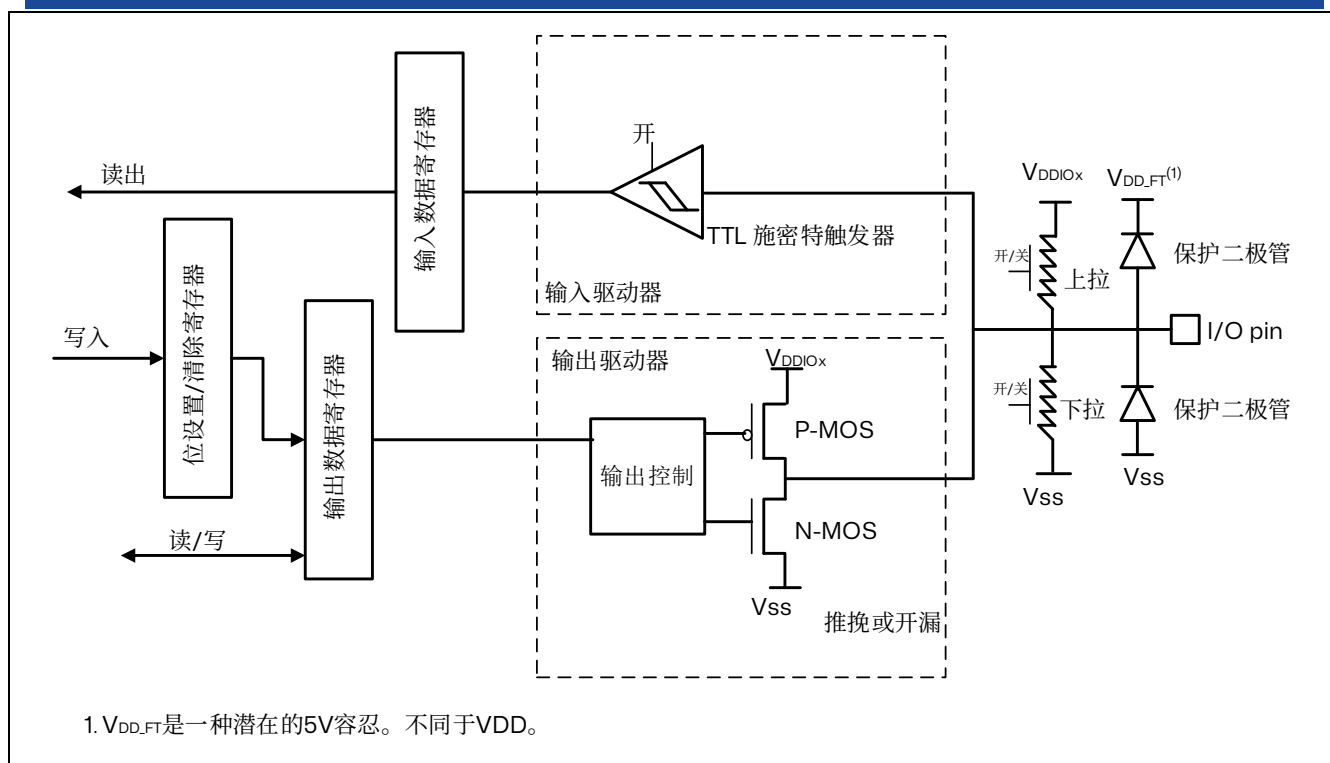 读出
输入数据寄存器
开
TTL 施密特触发器
输入驱动器
VDDIOx
VDD_FT(1)
开/关
上拉
保护二极管
I/O pin
写入
位设置/清除寄存器
输出数据寄存器
读/写
输出驱动器
VDDIOx
输出控制
P-MOS
N-MOS
Vss
推挽或开漏
开/关
下拉
保护二极管
Vss
Vss
1. VDD_FT是一种潜在的5V容忍。不同于VDD。